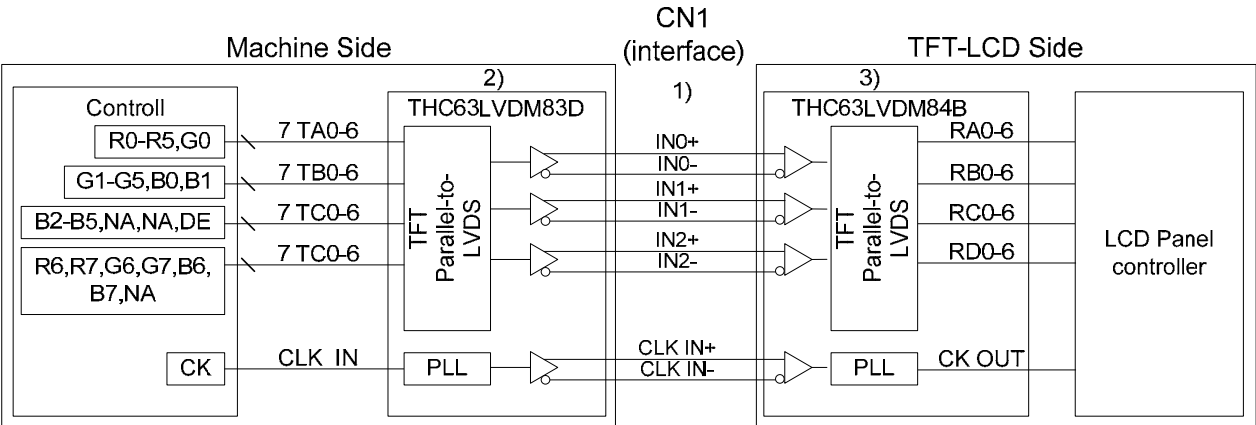 CN1
(interface)
Machine Side
TFT-LCD Side
2)
1)
3)
Controll
THC63LVDM83D
THC63LVDM84B
R0-R5,G0
7 TA0-6
IN0+
IN0-
RA0-6
G1-G5,B0,B1
7 TB0-6
IN1+
IN1-
RB0-6
B2-B5,NA,NA,DE
7 TC0-6
IN2+
IN2-
RC0-6
R6,R7,G6,G7,B6,
B7,NA
7 TC0-6
RD0-6
TFT
Parallel-to-
LVDS
TFT
Parallel-to-
LVDS
LCD Panel
controller
CK
CLK IN
PLL
CLK IN+
CLK IN-
PLL
CK OUT